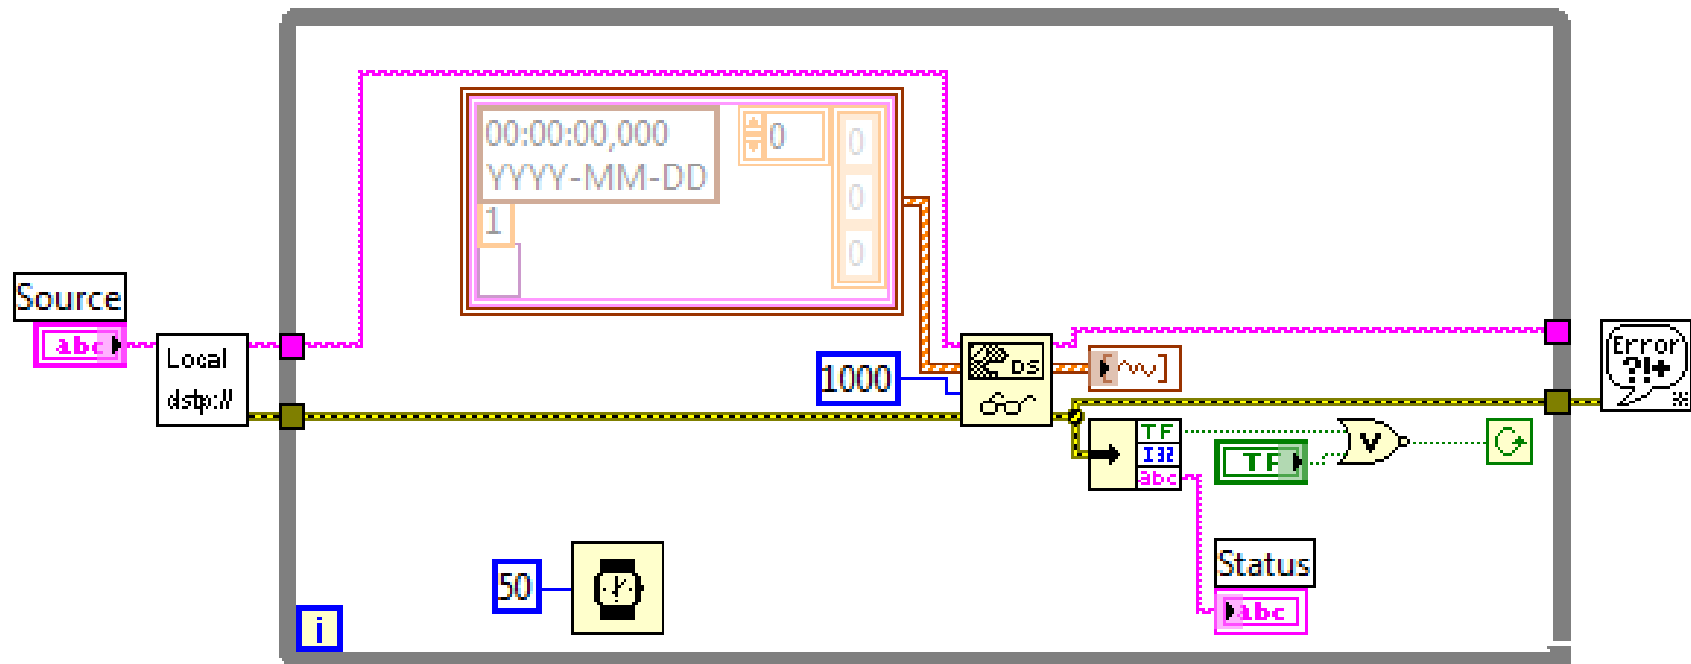 00:00:00,000
YYYY-MM-DD
0
0
0
0
1
Source
abc
Local
dstp://
1000
DS
Error
?!+
TF
I32
abc
TF
V
50
Status
abc
i